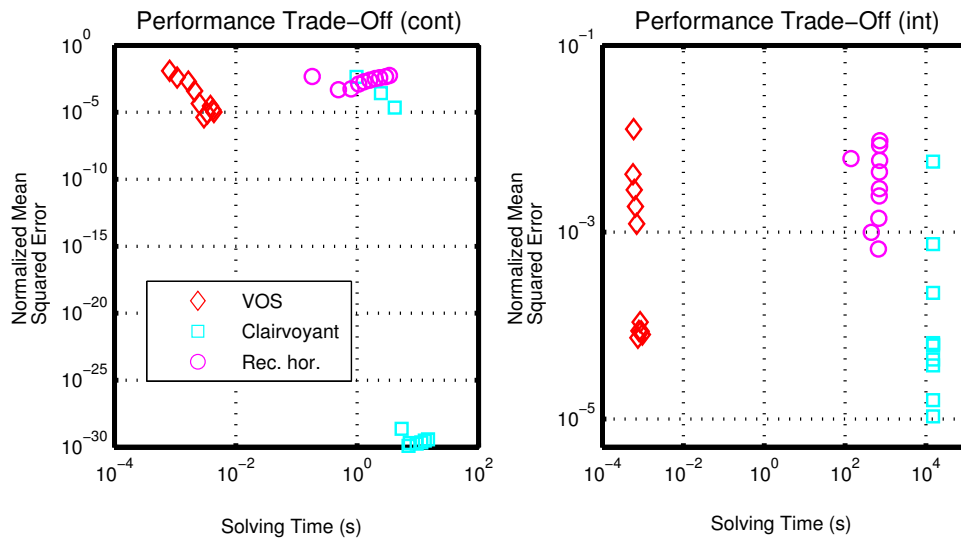 Performance Trade−Off (cont)
10^0
10^−5
10^−10
10^−15
10^−20
10^−25
10^−30
Normalized Mean
Squared Error
VOS
Clairvoyant
Rec. hor.
10^−4
10^−2
10^0
10^2
Solving Time (s)
Performance Trade−Off (int)
10^−1
10^−3
10^−5
Normalized Mean
Squared Error
10^−4
10^−2
10^0
10^2
10^4
Solving Time (s)